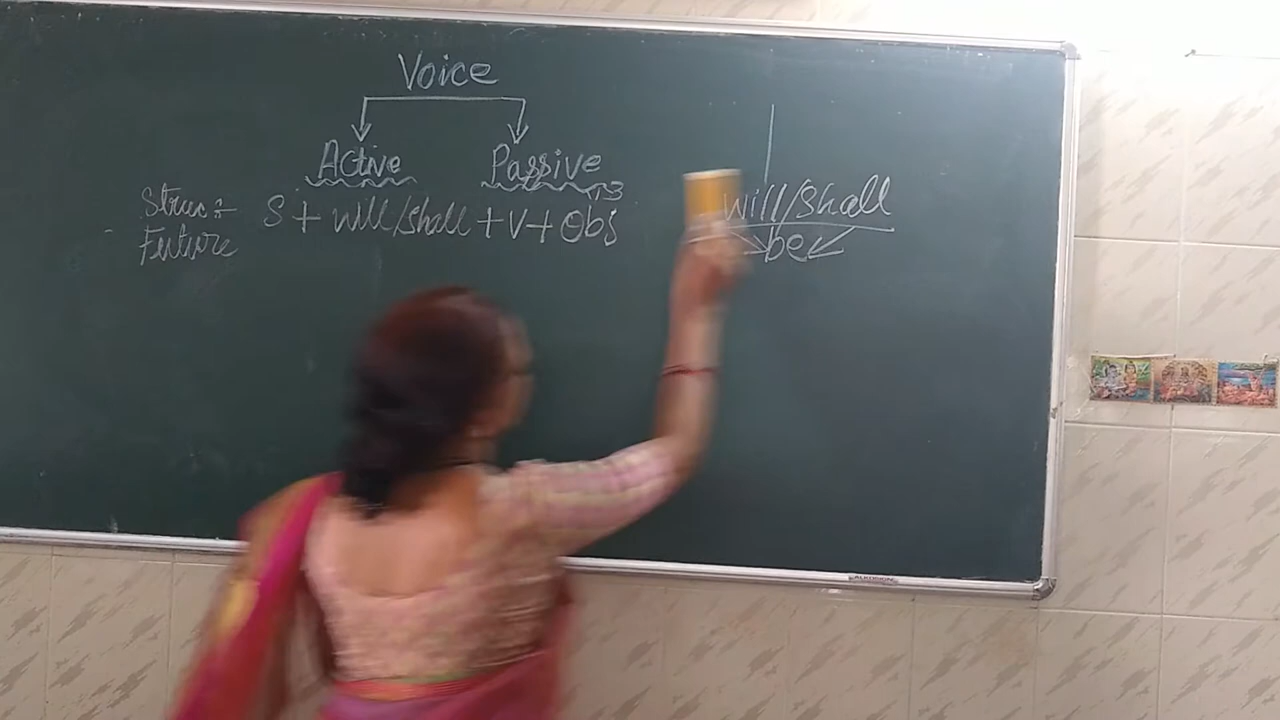 Voice
Active Passive
Struc:- S + will/shall + V + Obj
Future
will/shall
be